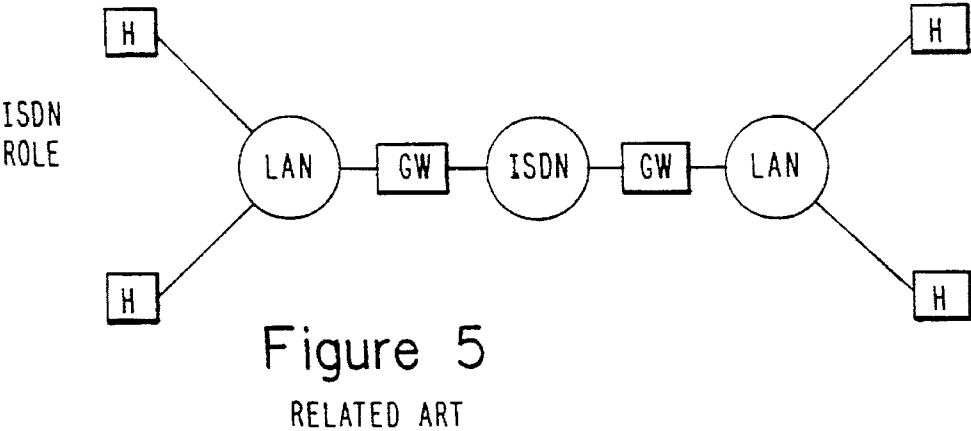 H
H
ISDN
ROLE
LAN
GW
ISDN
GW
LAN
H
H
Figure 5
RELATED ART